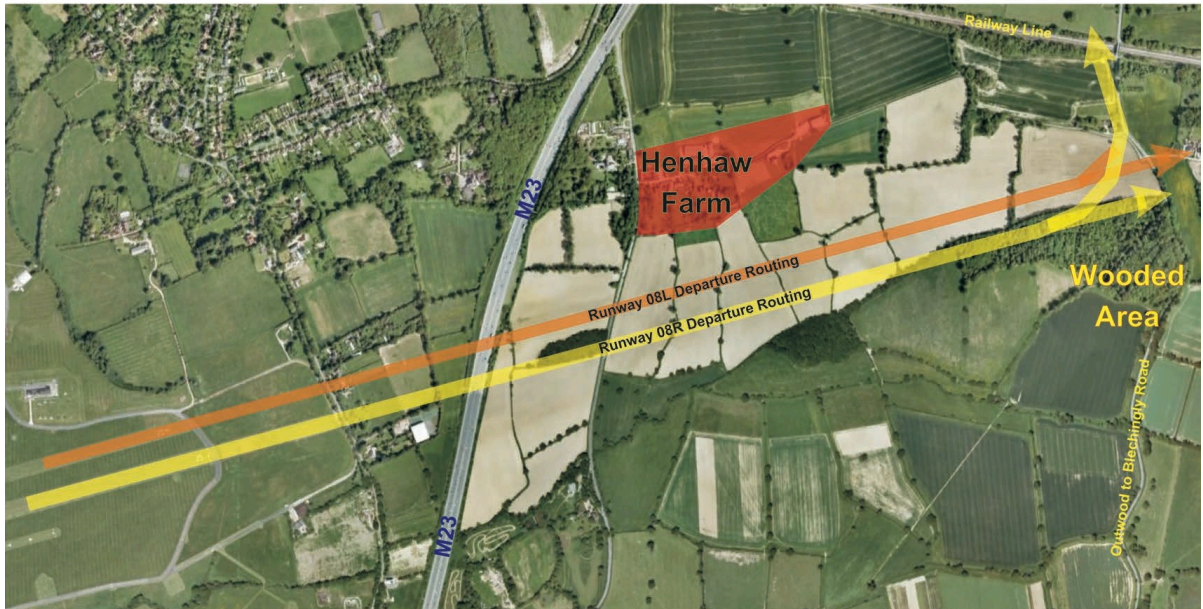 Railway Line
Henhaw
Farm
M23
Runway 08L Departure Routing
Runway 08R Departure Routing
Wooded
Area
Outwood to Blechingly Road
M23